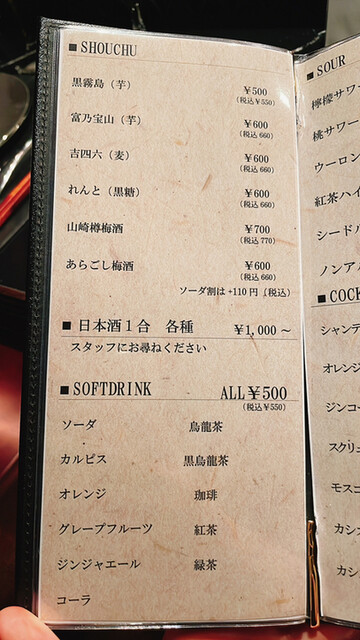 ■ SHOUCHU
黒霧島（芋） ￥500
（税込￥550）
富乃宝山（芋） ￥600
（税込 660）
吉四六（麦） ￥600
（税込 660）
れんと（黒糖） ￥600
（税込 660）
山崎樽梅酒 ￥700
（税込 770）
あらごし梅酒 ￥600
（税込 660）
ソーダ割は+110 円（税込）
■ 日本酒１合 各種 ￥1,000 ~
スタッフにお尋ねください
■ SOFTDRINK ALL￥500
（税込￥550）
ソーダ 烏龍茶
カルピス 黒烏龍茶
オレンジ 珈琲
グレープフルーツ 紅茶
ジンジャエール 緑茶
コーラ
■ SOUR
檸檬サワ
桃サワー
ウーロン
紅茶ハイ
シードル
ノンアル
■ COCK
シャンデ
オレンジ
ジンコー
スクリュ
モスコ
カシ
カシ